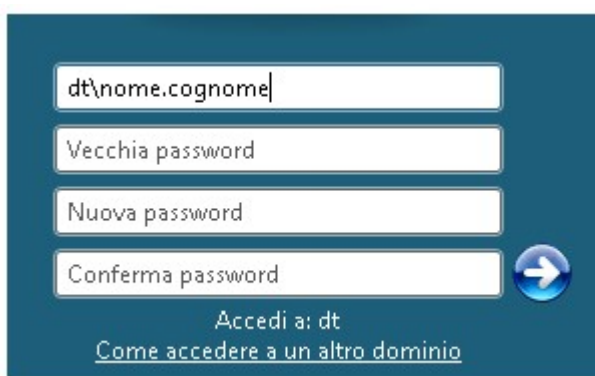 dt\nome.cognome
Vecchia password
Nuova password
Conferma password
Accedi a: dt
Come accedere a un altro dominio